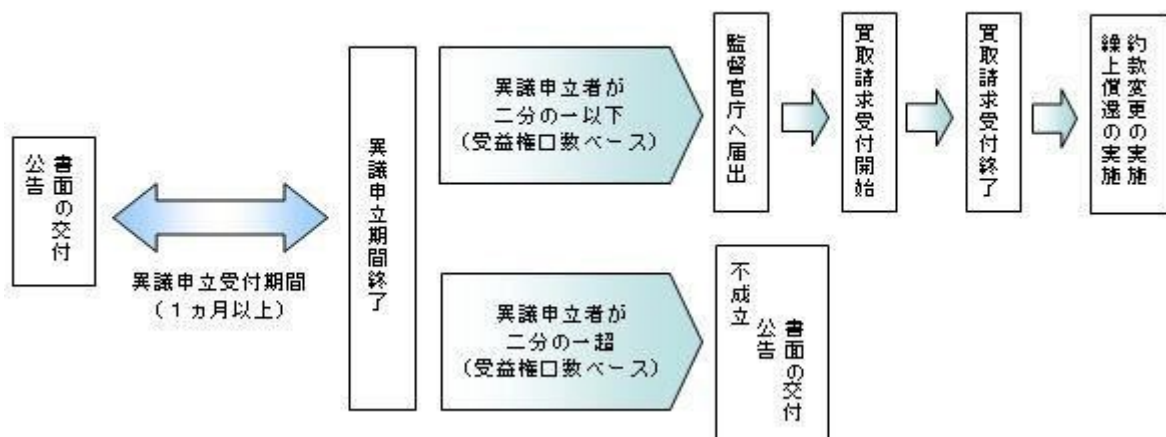 書面の交付
公告
異議申立受付期間
（１ヵ月以上）
異議申立期間終了
異議申立者が
二分の一以下
（受益権口数ベース）
監督官庁へ届出
買取請求受付開始
買取請求受付終了
約款変更の実施
繰上償還の実施
異議申立者が
二分の一超
（受益権口数ベース）
不成立
書面の交付
公告